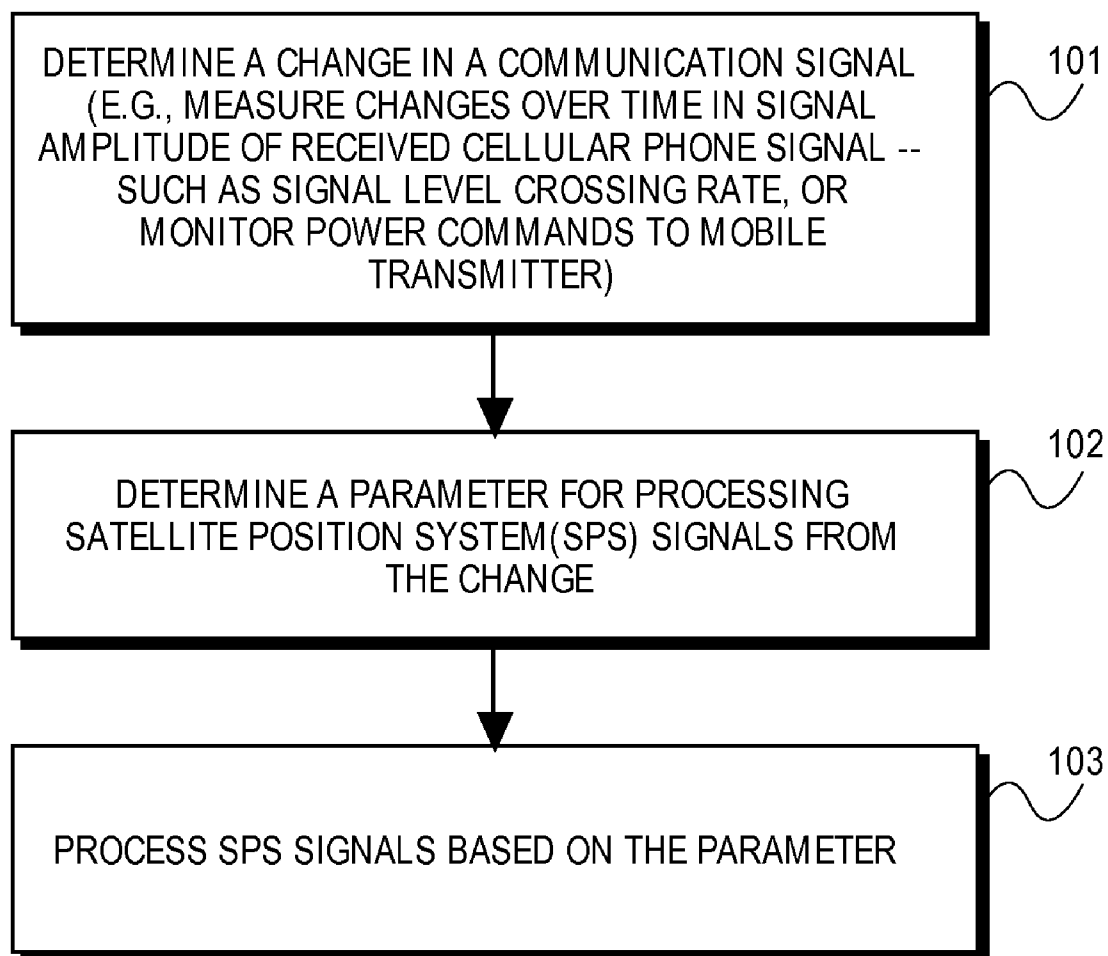 DETERMINE A CHANGE IN A COMMUNICATION SIGNAL
(E.G., MEASURE CHANGES OVER TIME IN SIGNAL
AMPLITUDE OF RECEIVED CELLULAR PHONE SIGNAL --
SUCH AS SIGNAL LEVEL CROSSING RATE, OR
MONITOR POWER COMMANDS TO MOBILE
TRANSMITTER)
101
DETERMINE A PARAMETER FOR PROCESSING
SATELLITE POSITION SYSTEM(SPS) SIGNALS FROM
THE CHANGE
102
PROCESS SPS SIGNALS BASED ON THE PARAMETER
103